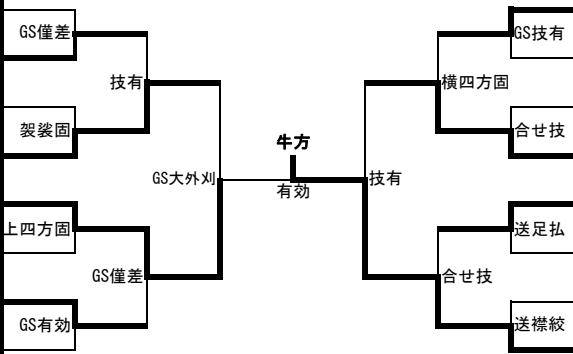 GS僅差
GS技有
技有
横四方固
袈裟固
合せ技
牛方
GS大外刈
技有
有効
上四方固
送足払
GS僅差
合せ技
GS有効
送襟絞